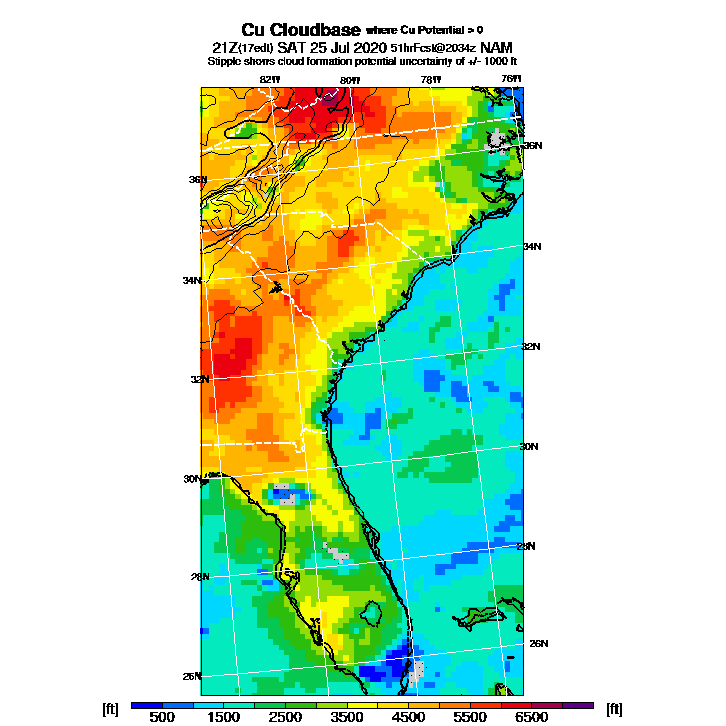 Cu Cloudbase where Cu Potential > 0
21Z(17edt) SAT 25 Jul 2020 51hrFcst@2034z NAM
Stipple shows cloud formation potential uncertainty of +/- 1000 ft
82W 80W 78W 76W
36N
36N
34N
34N
32N
32N
30N
30N
28N
28N
26N
26N
[ft] 500 1500 2500 3500 4500 5500 6500 [ft]